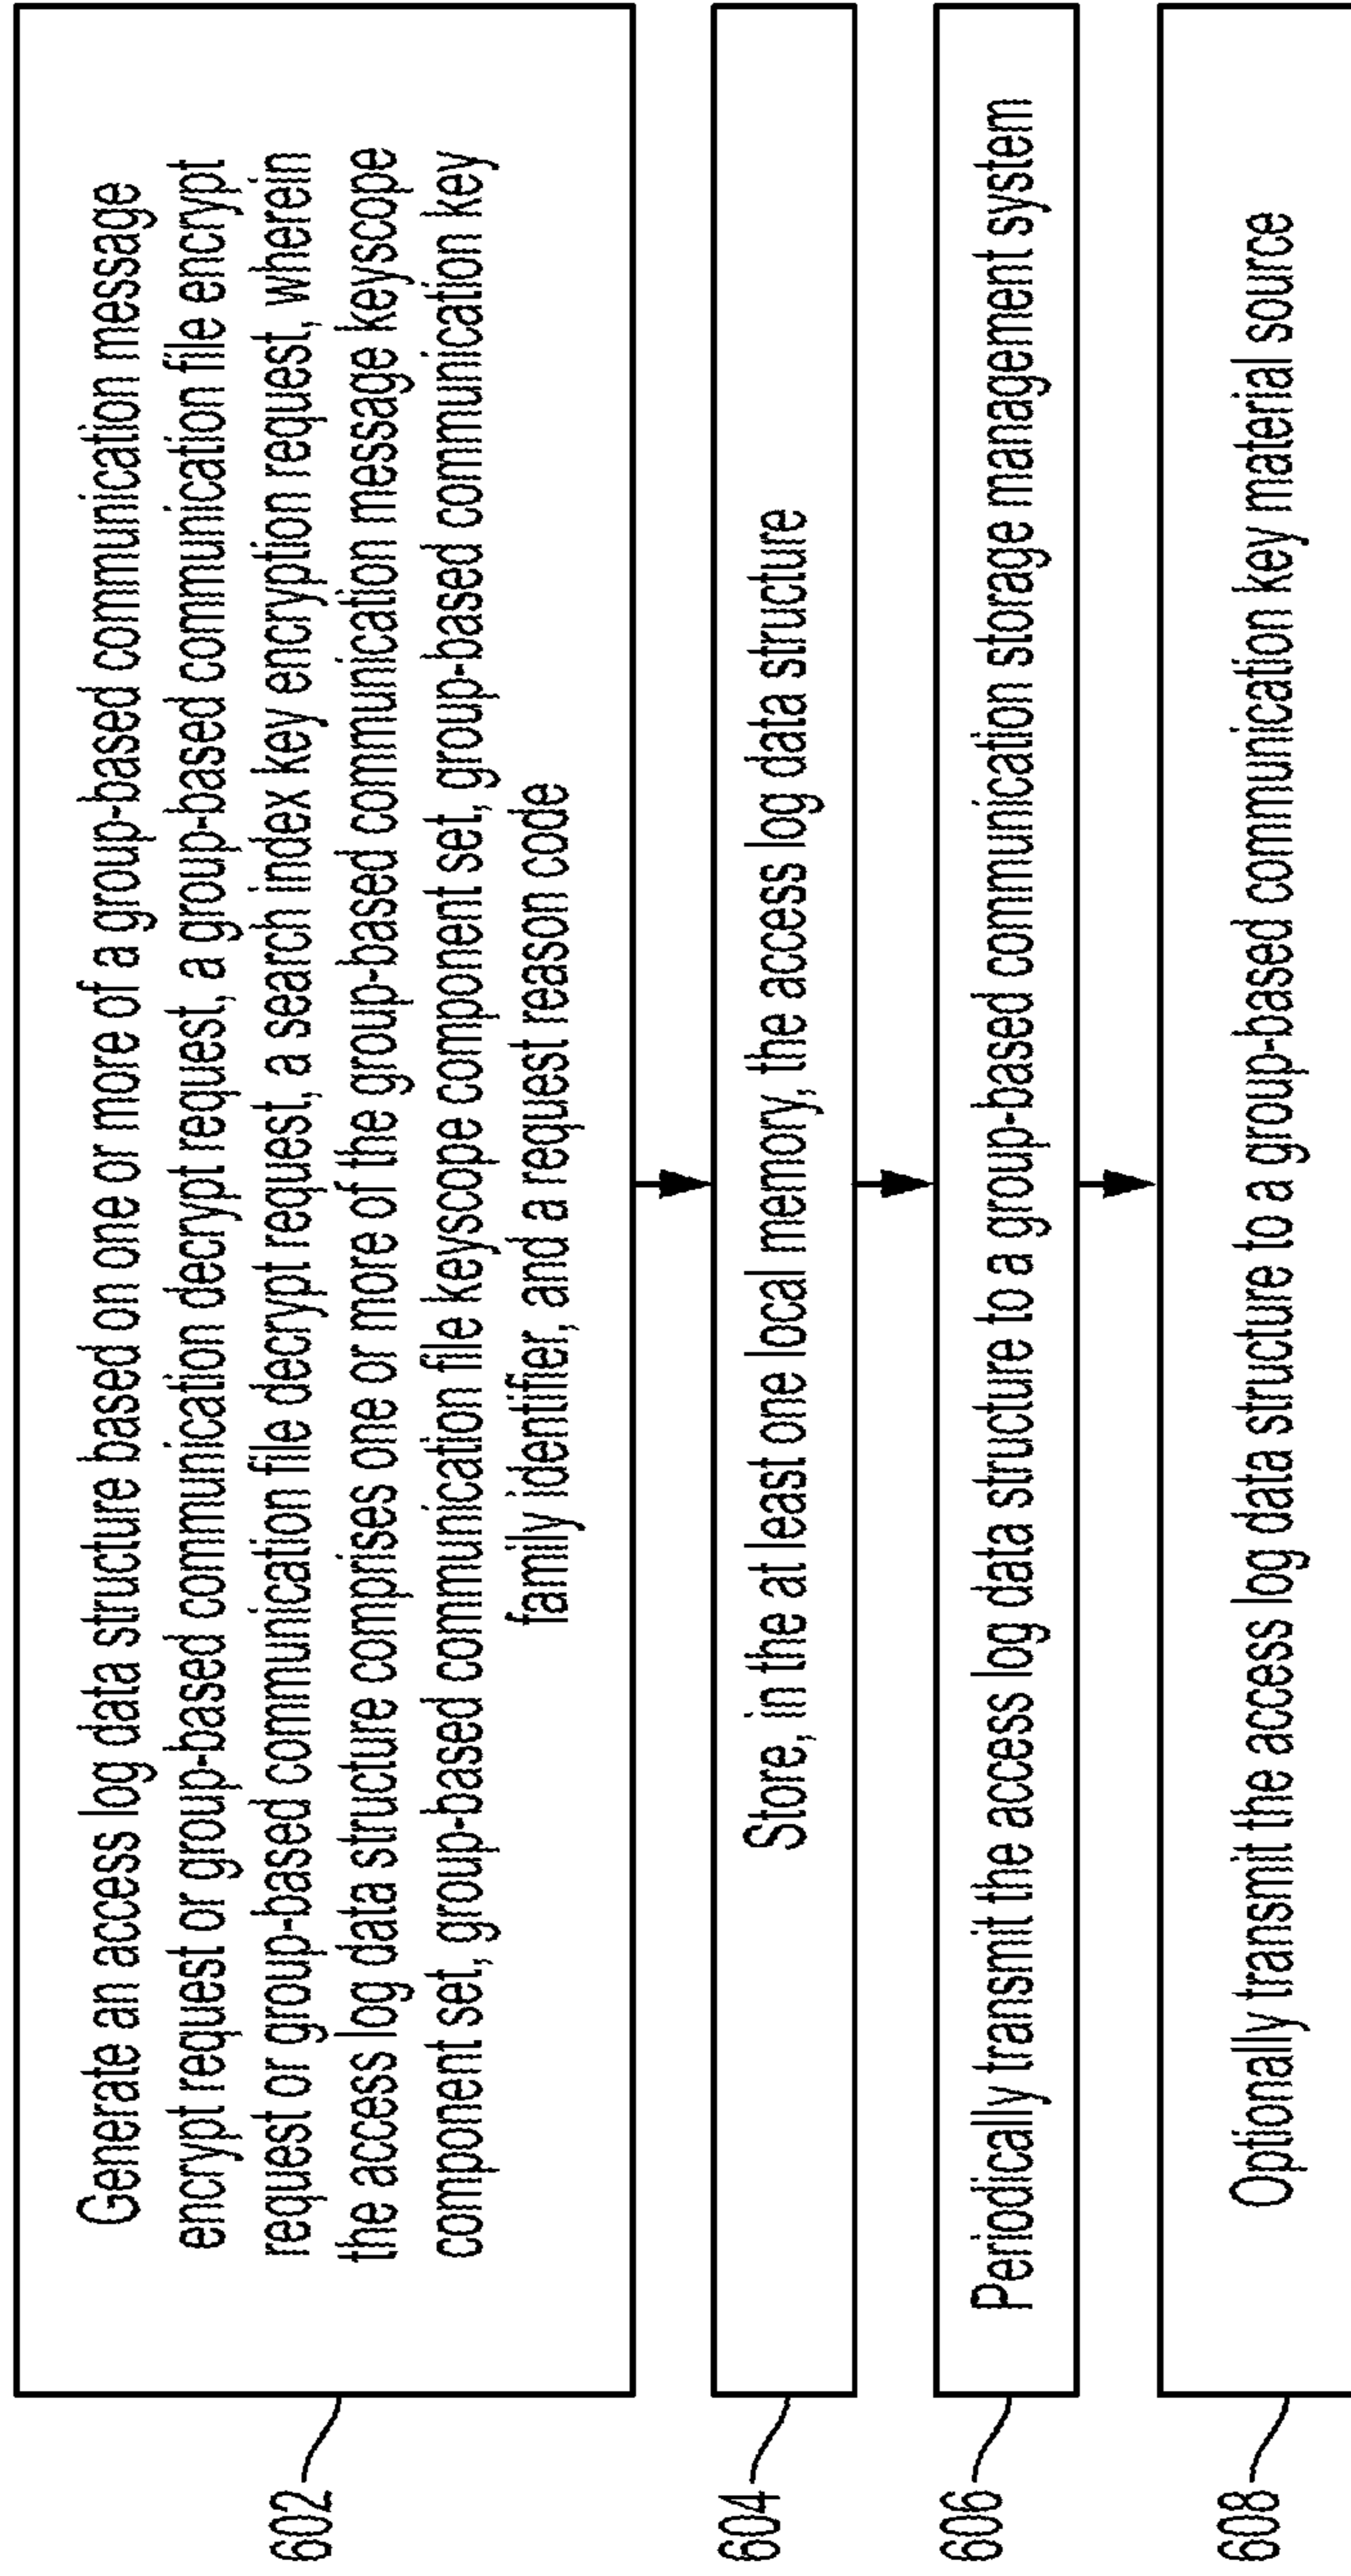 602
Generate an access log data structure based on one or more of a group-based communication message
encrypt request or group-based communication decrypt request, a group-based communication file encrypt
request or group-based communication file decrypt request, a search index key encryption request, wherein
the access log data structure comprises one or more of the group-based communication message keyscope
component set, group-based communication file keyscope component set, group-based communication key
family identifier, and a request reason code
604
Store, in the at least one local memory, the access log data structure
606
Periodically transmit the access log data structure to a group-based communication storage management system
608
Optionally transmit the access log data structure to a group-based communication key material source